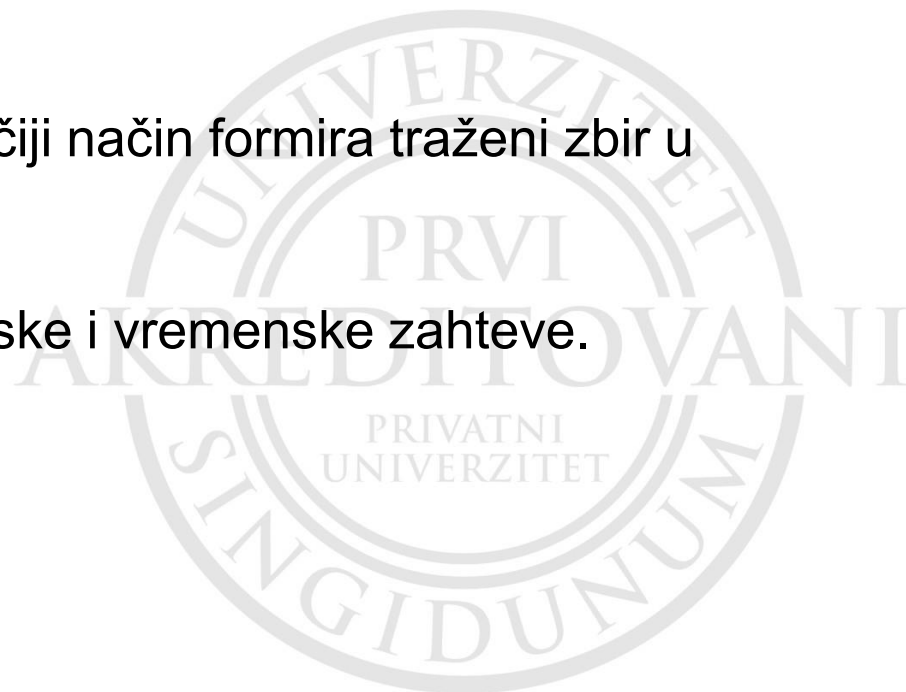 čiji način formira traženi zbir u
ske i vremenske zahteve.
UNIVERZITET
PRVI
AKREDITOVANI
PRIVATNI
UNIVERZITET
SINGIDUNUM